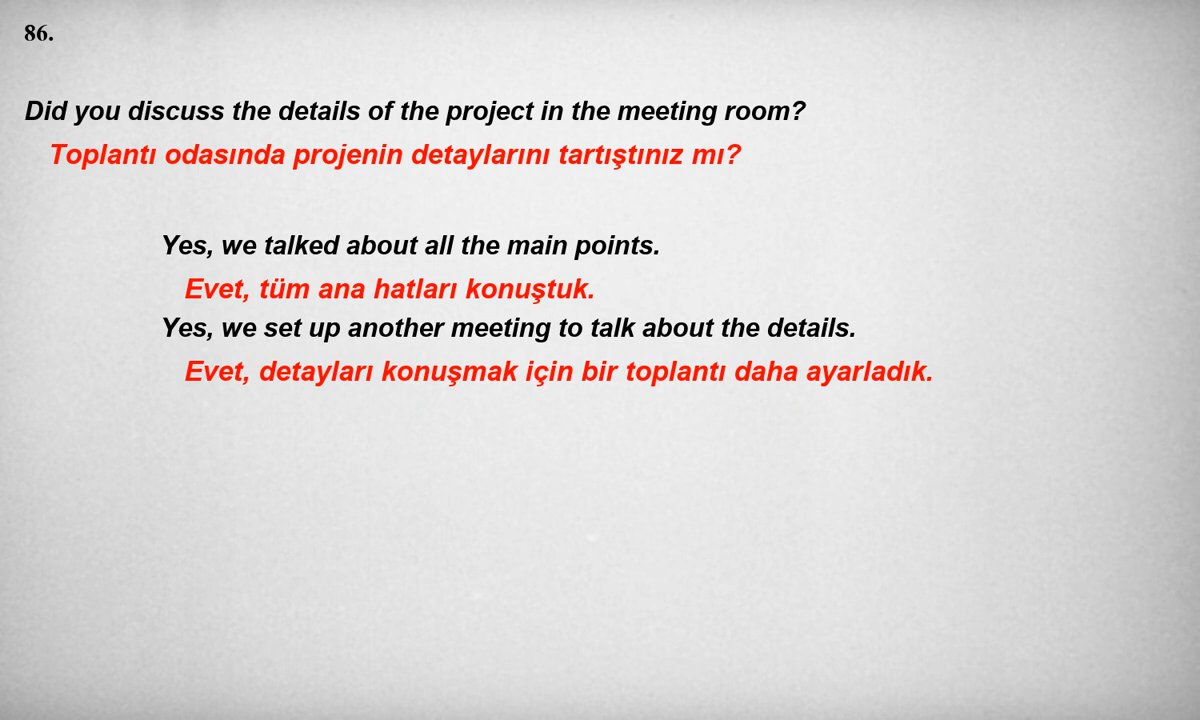 86.
Did you discuss the details of the project in the meeting room?
Toplantı odasında projenin detaylarını tartıştınız mı?
Yes, we talked about all the main points.
Evet, tüm ana hatları konuştuk.
Yes, we set up another meeting to talk about the details.
Evet, detayları konuşmak için bir toplantı daha ayarladık.